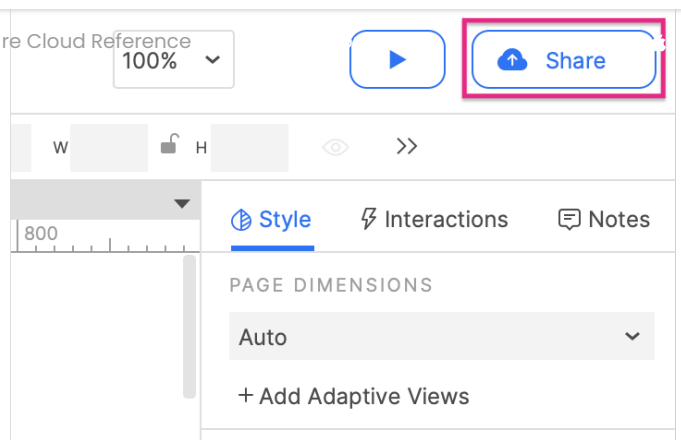 re Cloud Reference
100%
Share
W
H
800
Style
Interactions
Notes
PAGE DIMENSIONS
Auto
+ Add Adaptive Views